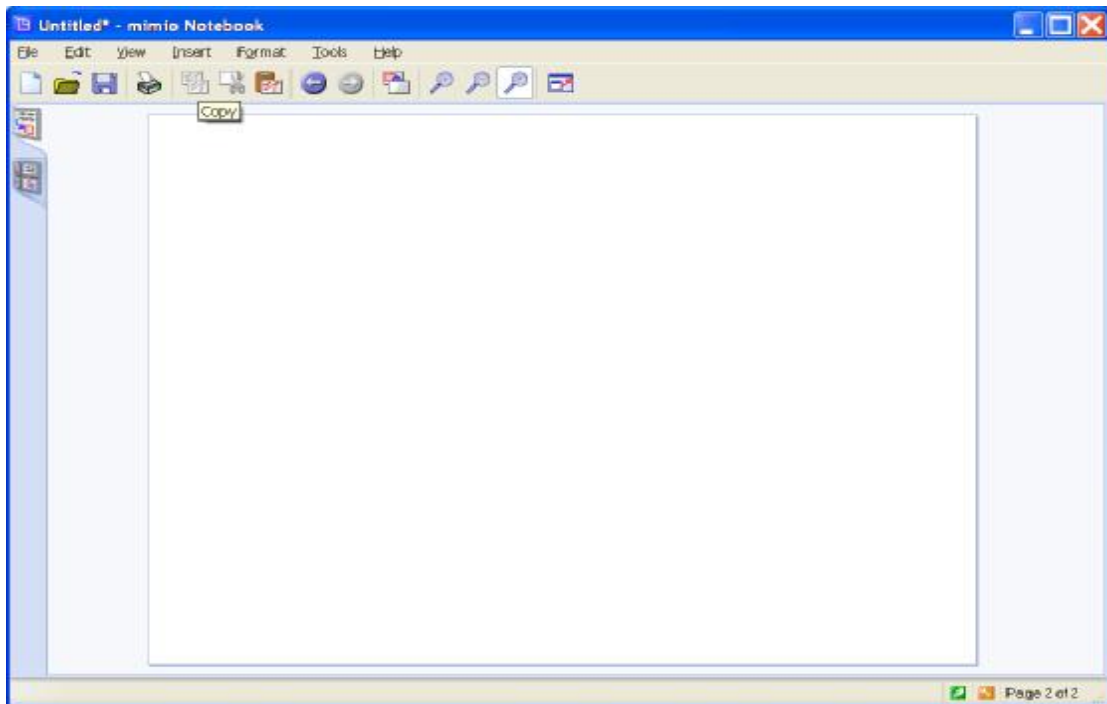 Untitled* - mimio Notebook
File Edit View Insert Format Tools Help
Copy
Page 2 of 2